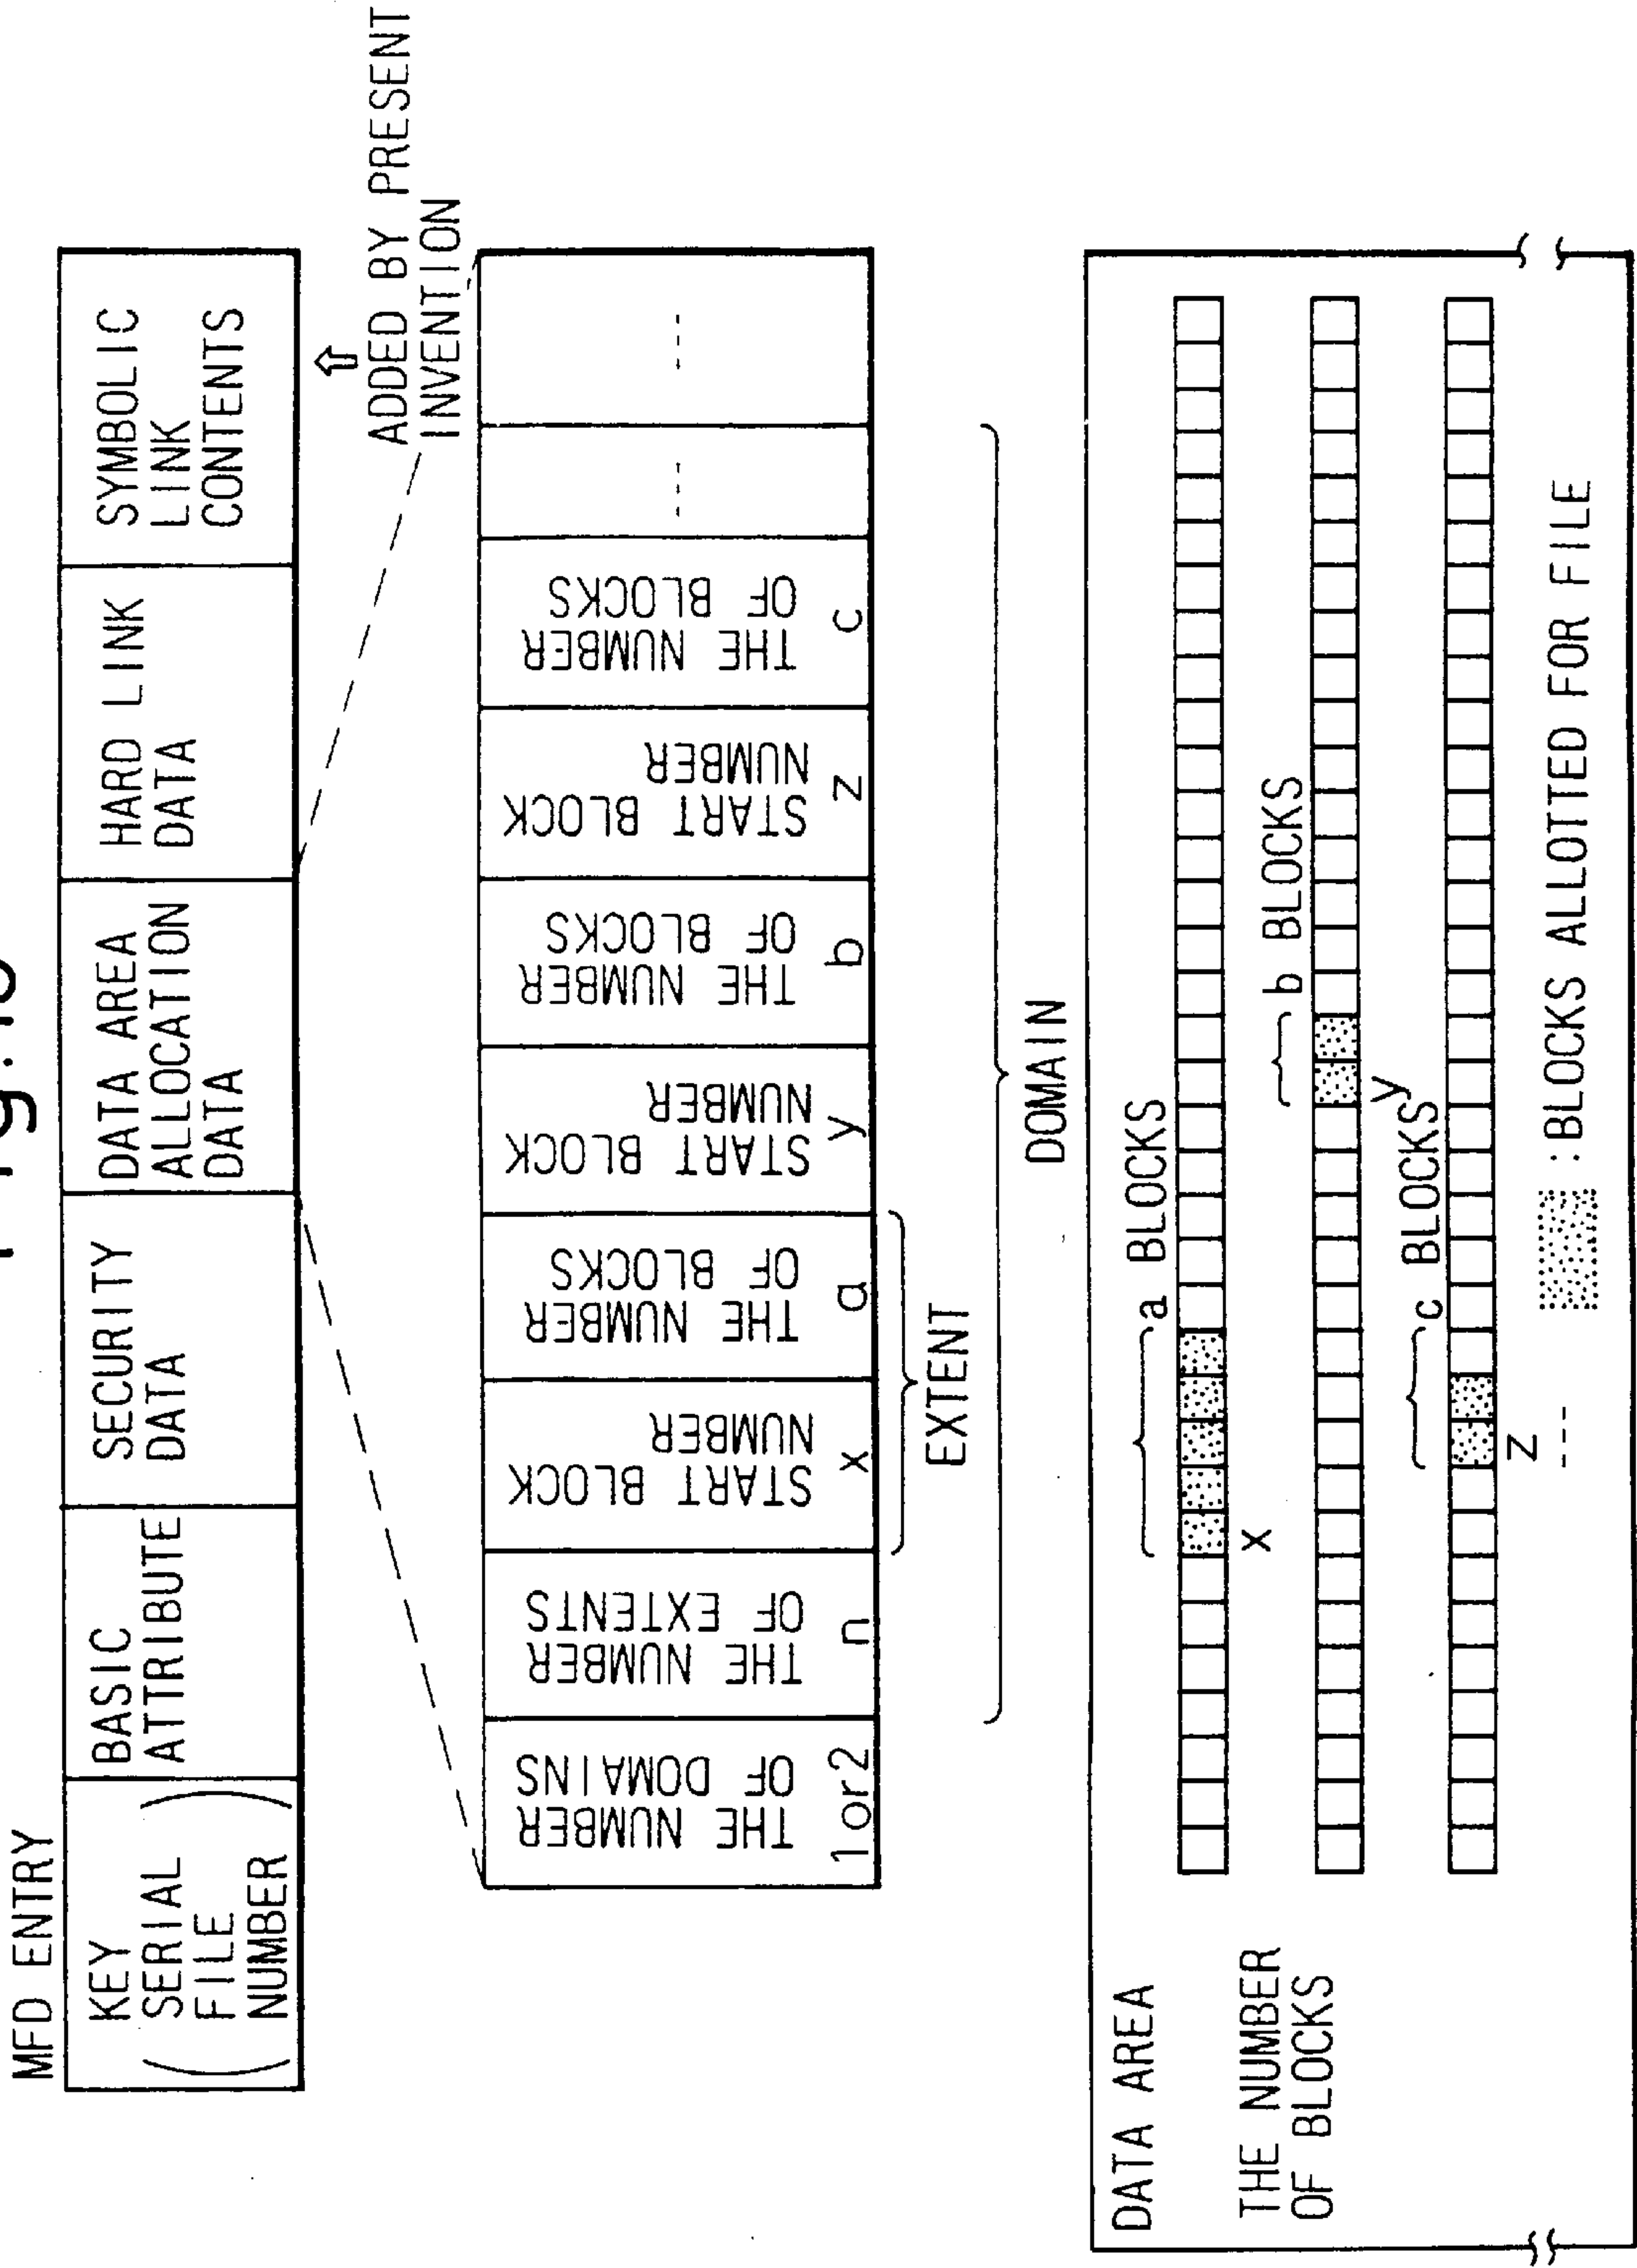 MFD ENTRY
KEY
(SERIAL
FILE
NUMBER)
BASIC
ATTRIBUTE
SECURITY
DATA
DATA AREA
ALLOCATION
DATA
HARD LINK
DATA
SYMBOLIC
LINK
CONTENTS
⇧
ADDED BY PRESENT
INVENTION
THE NUMBER
OF DOMAINS
1or2
THE NUMBER
OF EXTENTS
n
START BLOCK
NUMBER
x
THE NUMBER
OF BLOCKS
a
START BLOCK
NUMBER
y
THE NUMBER
OF BLOCKS
b
START BLOCK
NUMBER
z
THE NUMBER
OF BLOCKS
c
----
----
EXTENT
DOMAIN
DATA AREA
a BLOCKS
THE NUMBER
OF BLOCKS
x
b BLOCKS
y
c BLOCKS
z
----
:BLOCKS ALLOTTED FOR FILE